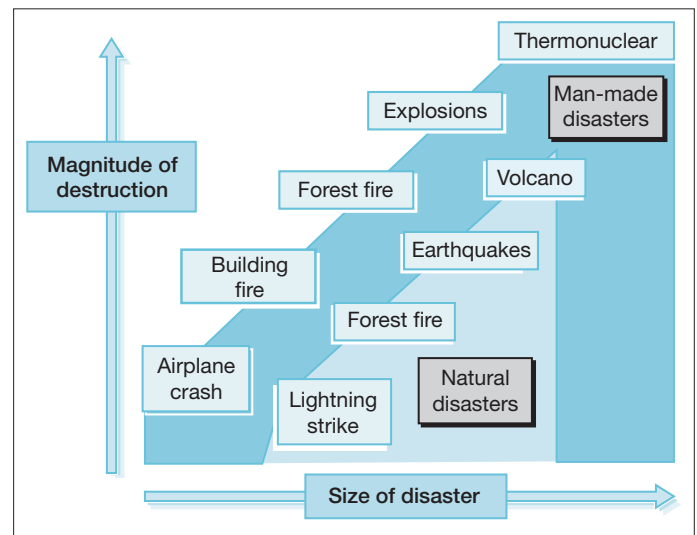 Thermonuclear
Man-made
disasters
Explosions
Magnitude of
destruction
Volcano
Forest fire
Earthquakes
Building
fire
Forest fire
Airplane
crash
Lightning
strike
Natural
disasters
Size of disaster